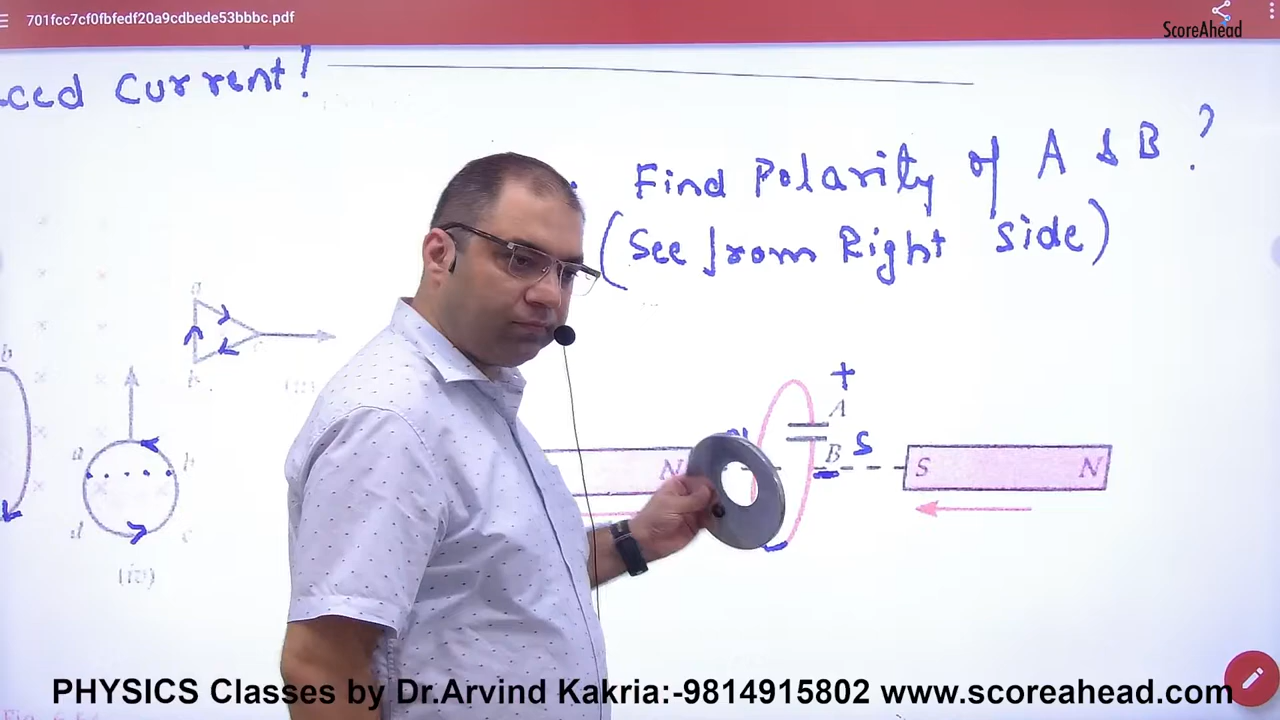 701fcc7cf0fbfedf20a9cdbede53bbbc.pdf
ScoreAhead
ced Current?
Find Polarity of A & B?
(See from Right side)
a
b
c
b
a
b
d
c
(iv)
+
A
B
S
N
S
N
PHYSICS Classes by Dr.Arvind Kakria:-9814915802 www.scoreahead.com